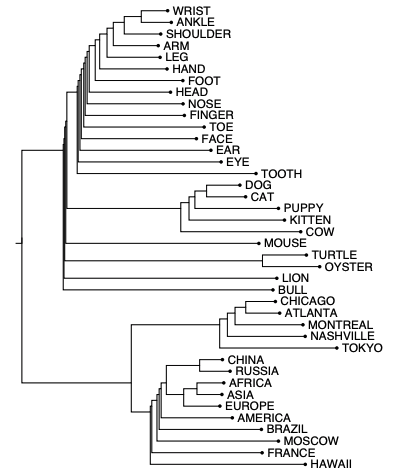 WRIST
ANKLE
SHOULDER
ARM
LEG
HAND
FOOT
HEAD
NOSE
FINGER
TOE
FACE
EAR
EYE
TOOTH
DOG
CAT
PUPPY
KITTEN
COW
MOUSE
TURTLE
OYSTER
LION
BULL
CHICAGO
ATLANTA
MONTREAL
NASHVILLE
TOKYO
CHINA
RUSSIA
AFRICA
ASIA
EUROPE
AMERICA
BRAZIL
MOSCOW
FRANCE
HAWAII